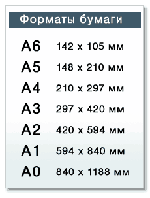 Форматы бумаги
A6 142 x 105 мм
A5 148 x 210 мм
A4 210 x 297 мм
A3 297 x 420 мм
A2 420 x 594 мм
A1 594 x 840 мм
A0 840 x 1188 мм